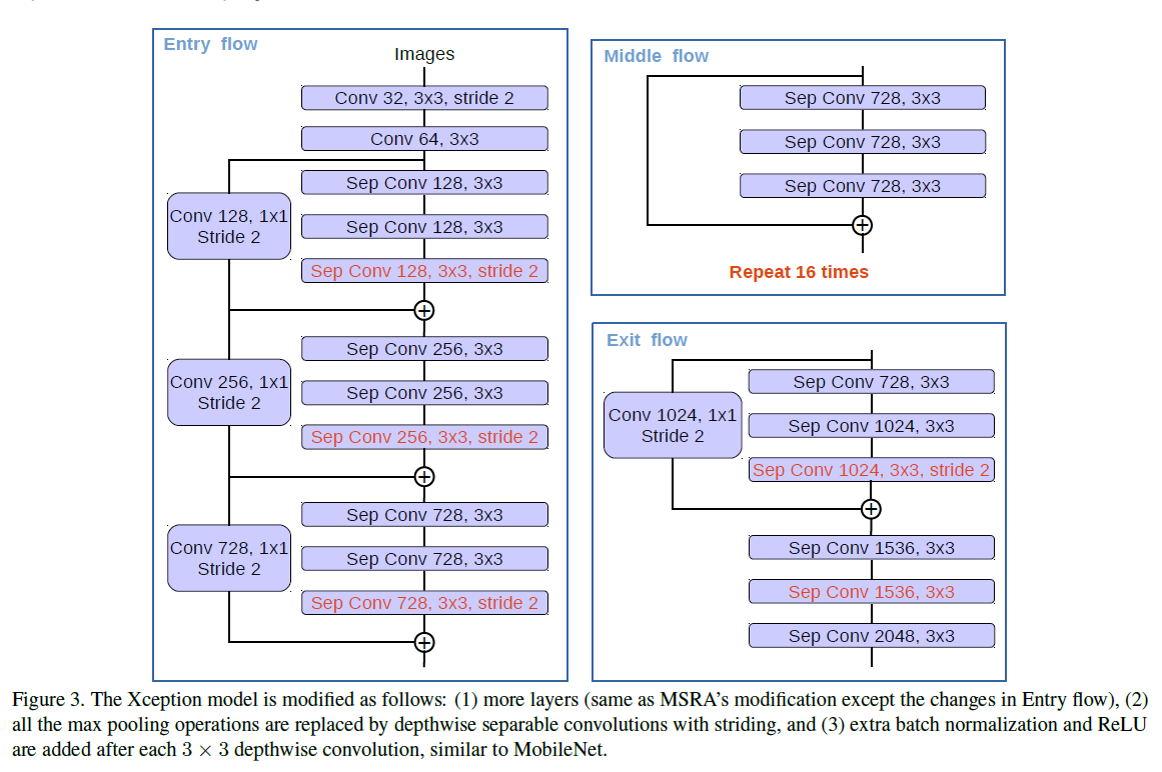 Entry flow
Images
Conv 32, 3x3, stride 2
Conv 64, 3x3
Sep Conv 128, 3x3
Conv 128, 1x1
Stride 2
Sep Conv 128, 3x3
Sep Conv 128, 3x3, stride 2
+
Sep Conv 256, 3x3
Conv 256, 1x1
Stride 2
Sep Conv 256, 3x3
Sep Conv 256, 3x3, stride 2
+
Sep Conv 728, 3x3
Conv 728, 1x1
Stride 2
Sep Conv 728, 3x3
Sep Conv 728, 3x3, stride 2
+
Middle flow
Sep Conv 728, 3x3
Sep Conv 728, 3x3
Sep Conv 728, 3x3
+
Repeat 16 times
Exit flow
Sep Conv 728, 3x3
Conv 1024, 1x1
Stride 2
Sep Conv 1024, 3x3
Sep Conv 1024, 3x3, stride 2
+
Sep Conv 1536, 3x3
Sep Conv 1536, 3x3
Sep Conv 2048, 3x3
Figure 3. The Xception model is modified as follows: (1) more layers (same as MSRA's modification except the changes in Entry flow), (2)
all the max pooling operations are replaced by depthwise separable convolutions with striding, and (3) extra batch normalization and ReLU
are added after each 3 × 3 depthwise convolution, similar to MobileNet.